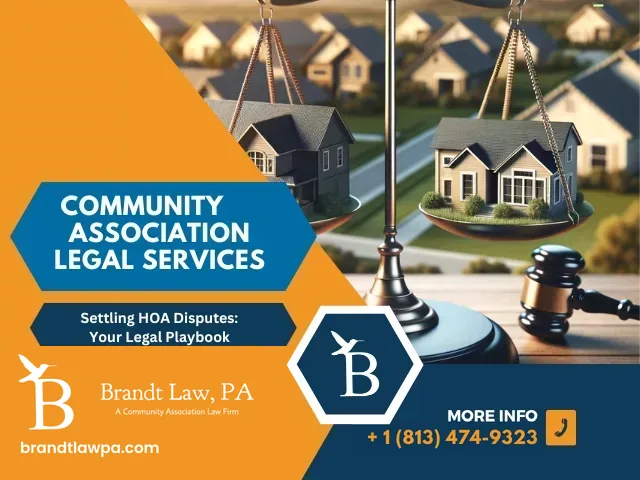 COMMUNITY
ASSOCIATION
LEGAL SERVICES
Settling HOA Disputes:
Your Legal Playbook
B
Brandt Law, PA
A Community Association Law Firm
brandtlawpa.com
B
MORE INFO
+ 1 (813) 474-9323